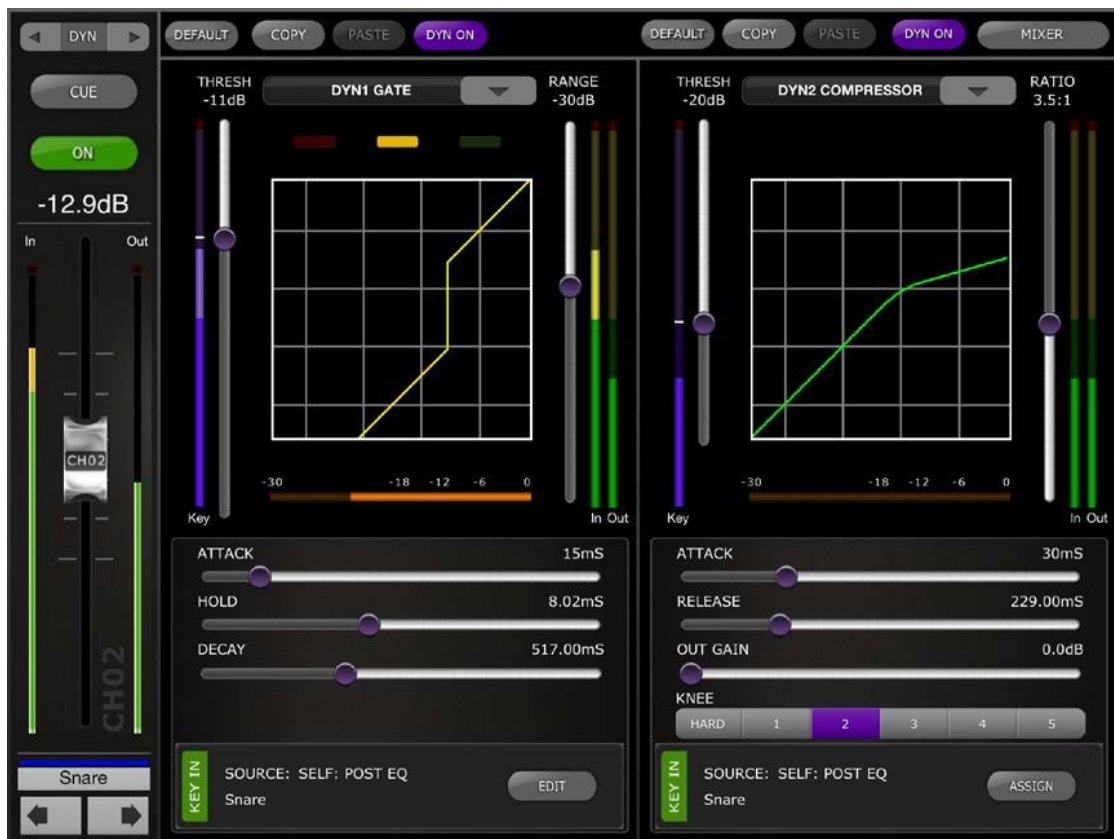 DYN
DEFAULT COPY PASTE DYN ON
DEFAULT COPY PASTE DYN ON MIXER
CUE
ON
-12.9dB
In Out
CH02
CH02
Snare
THRESH
-11dB
DYN1 GATE
RANGE
-30dB
-30 -18 -12 -6 0
Key
In Out
ATTACK 15mS
HOLD 8.02mS
DECAY 517.00mS
KEY IN
SOURCE: SELF: POST EQ
Snare
EDIT
THRESH
-20dB
DYN2 COMPRESSOR
RATIO
3.5:1
-30 -18 -12 -6 0
Key
In Out
ATTACK 30mS
RELEASE 229.00mS
OUT GAIN 0.0dB
KNEE
HARD 1 2 3 4 5
KEY IN
SOURCE: SELF: POST EQ
Snare
ASSIGN